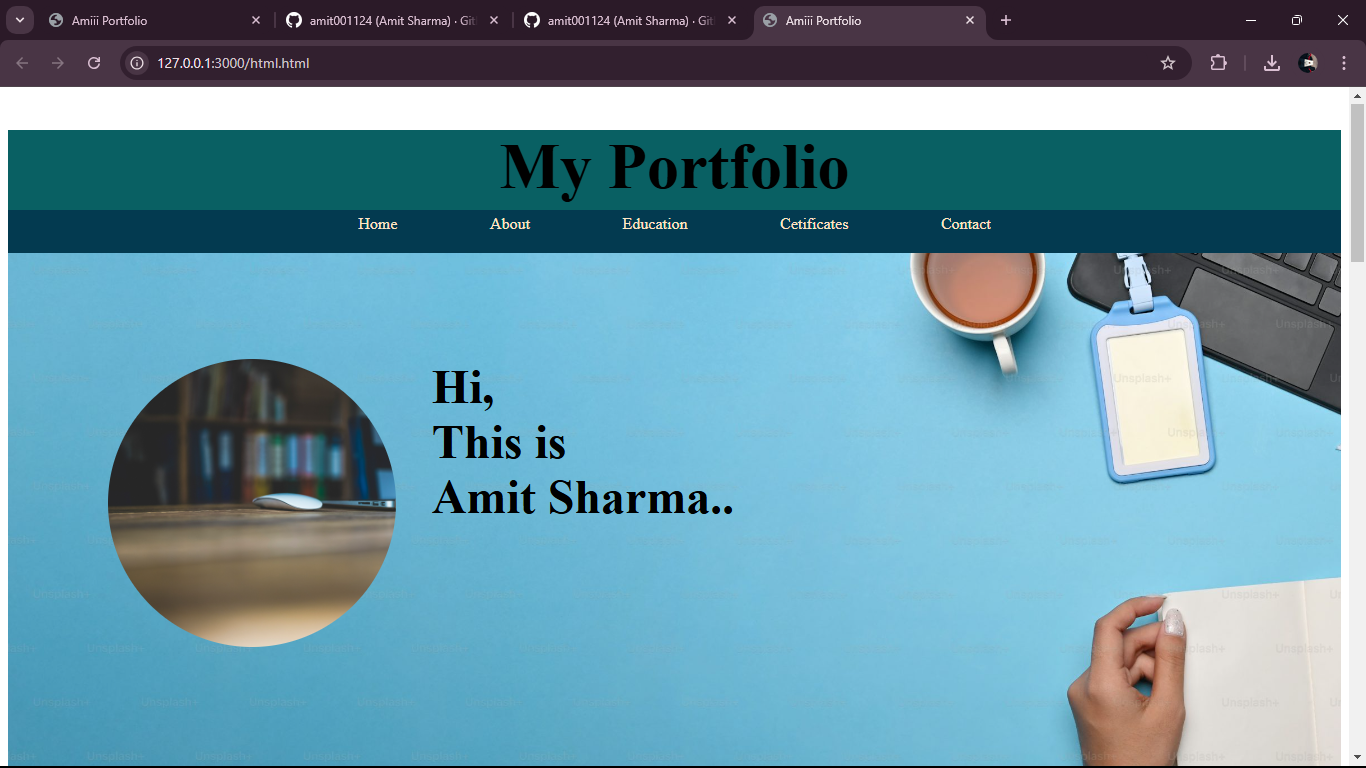 Amiii Portfolio
amit001124 (Amit Sharma) · Git
amit001124 (Amit Sharma) · Git
Amiii Portfolio
127.0.0.1:3000/html.html
My Portfolio
Home About Education Cetificates Contact
Hi,
This is
Amit Sharma..
Unsplash+